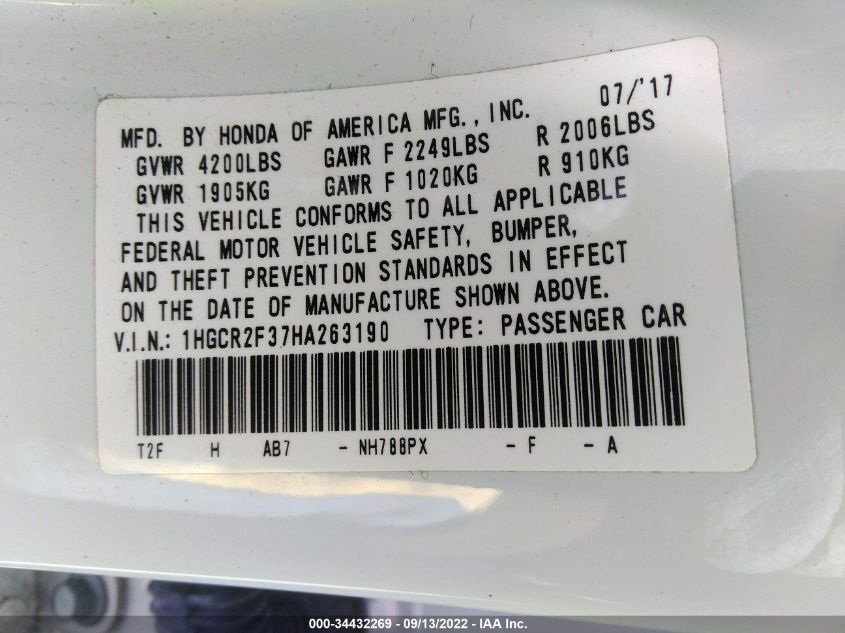 07/'17
MFD. BY HONDA OF AMERICA MFG., INC.
GVWR 4200LBS GAWR F 2249LBS R 2006LBS
GVWR 1905KG GAWR F 1020KG R 910KG
THIS VEHICLE CONFORMS TO ALL APPLICABLE
FEDERAL MOTOR VEHICLE SAFETY, BUMPER,
AND THEFT PREVENTION STANDARDS IN EFFECT
ON THE DATE OF MANUFACTURE SHOWN ABOVE.
V.I.N.: 1HGCR2F37HA263190 TYPE: PASSENGER CAR
T2F H AB7 - NH788PX - F - A
000-34432269 - 09/13/2022 - IAA Inc.